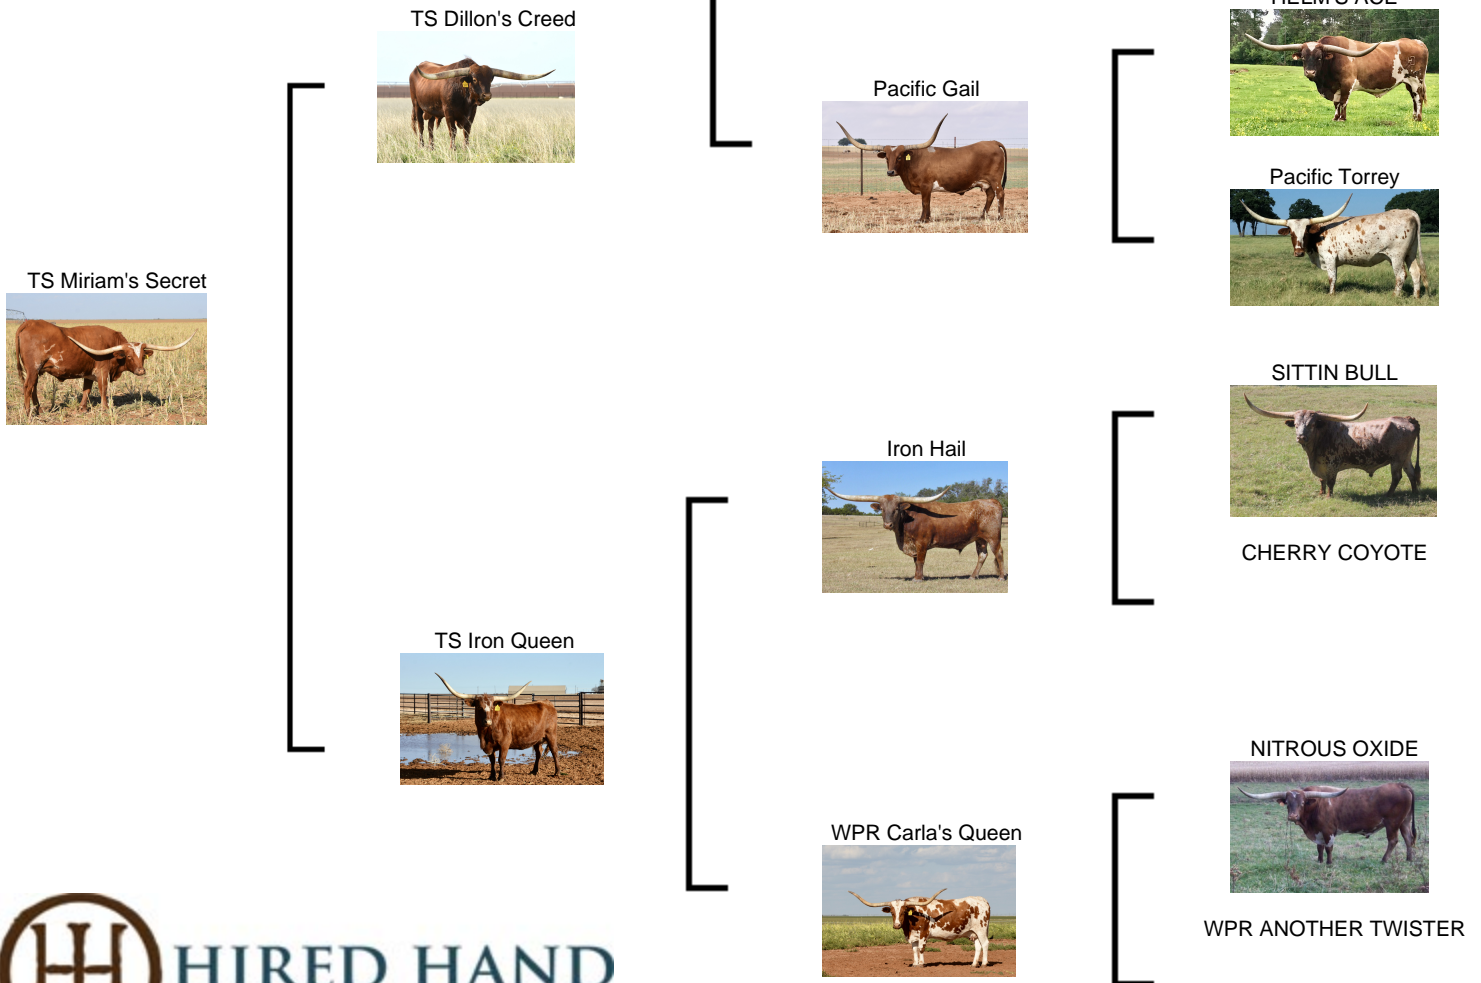 TS Dillon's Creed
Pacific Gail
Pacific Torrey
TS Miriam's Secret
SITTIN BULL
Iron Hail
CHERRY COYOTE
TS Iron Queen
NITROUS OXIDE
WPR Carla's Queen
WPR ANOTHER TWISTER
HIRED HAND